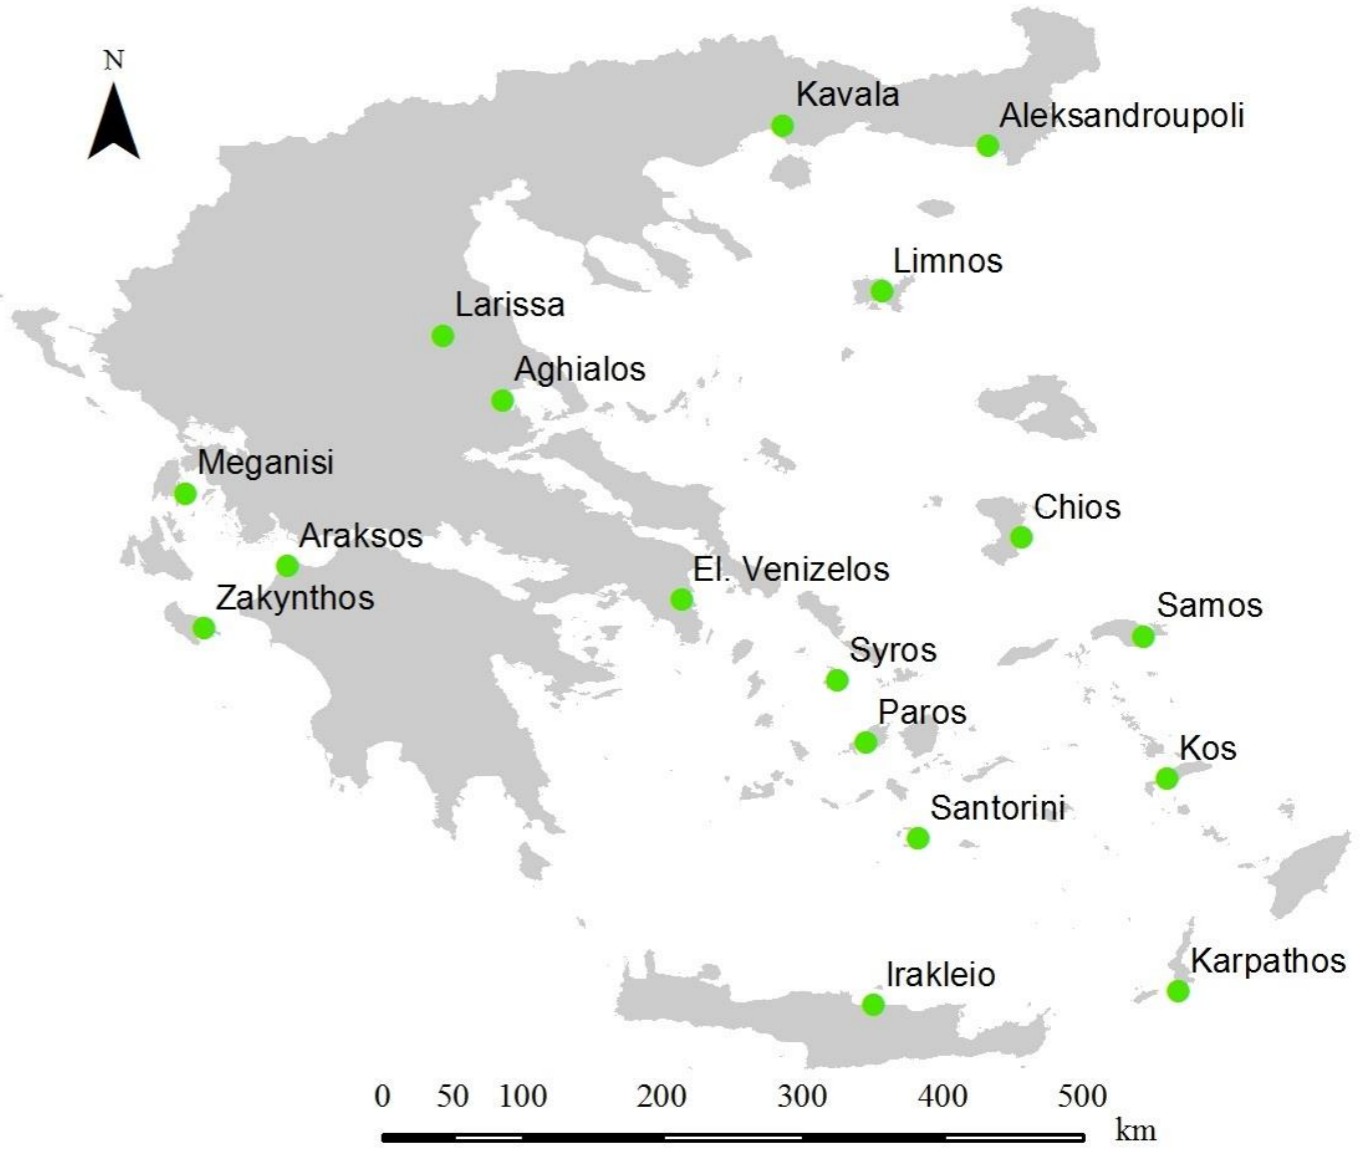 N
Kavala
Aleksandroupoli
Limnos
Larissa
Aghialos
Meganisi
Chios
Araksos
El. Venizelos
Zakynthos
Samos
Syros
Paros
Kos
Santorini
Karpathos
Irakleio
0 50 100 200 300 400 500
km